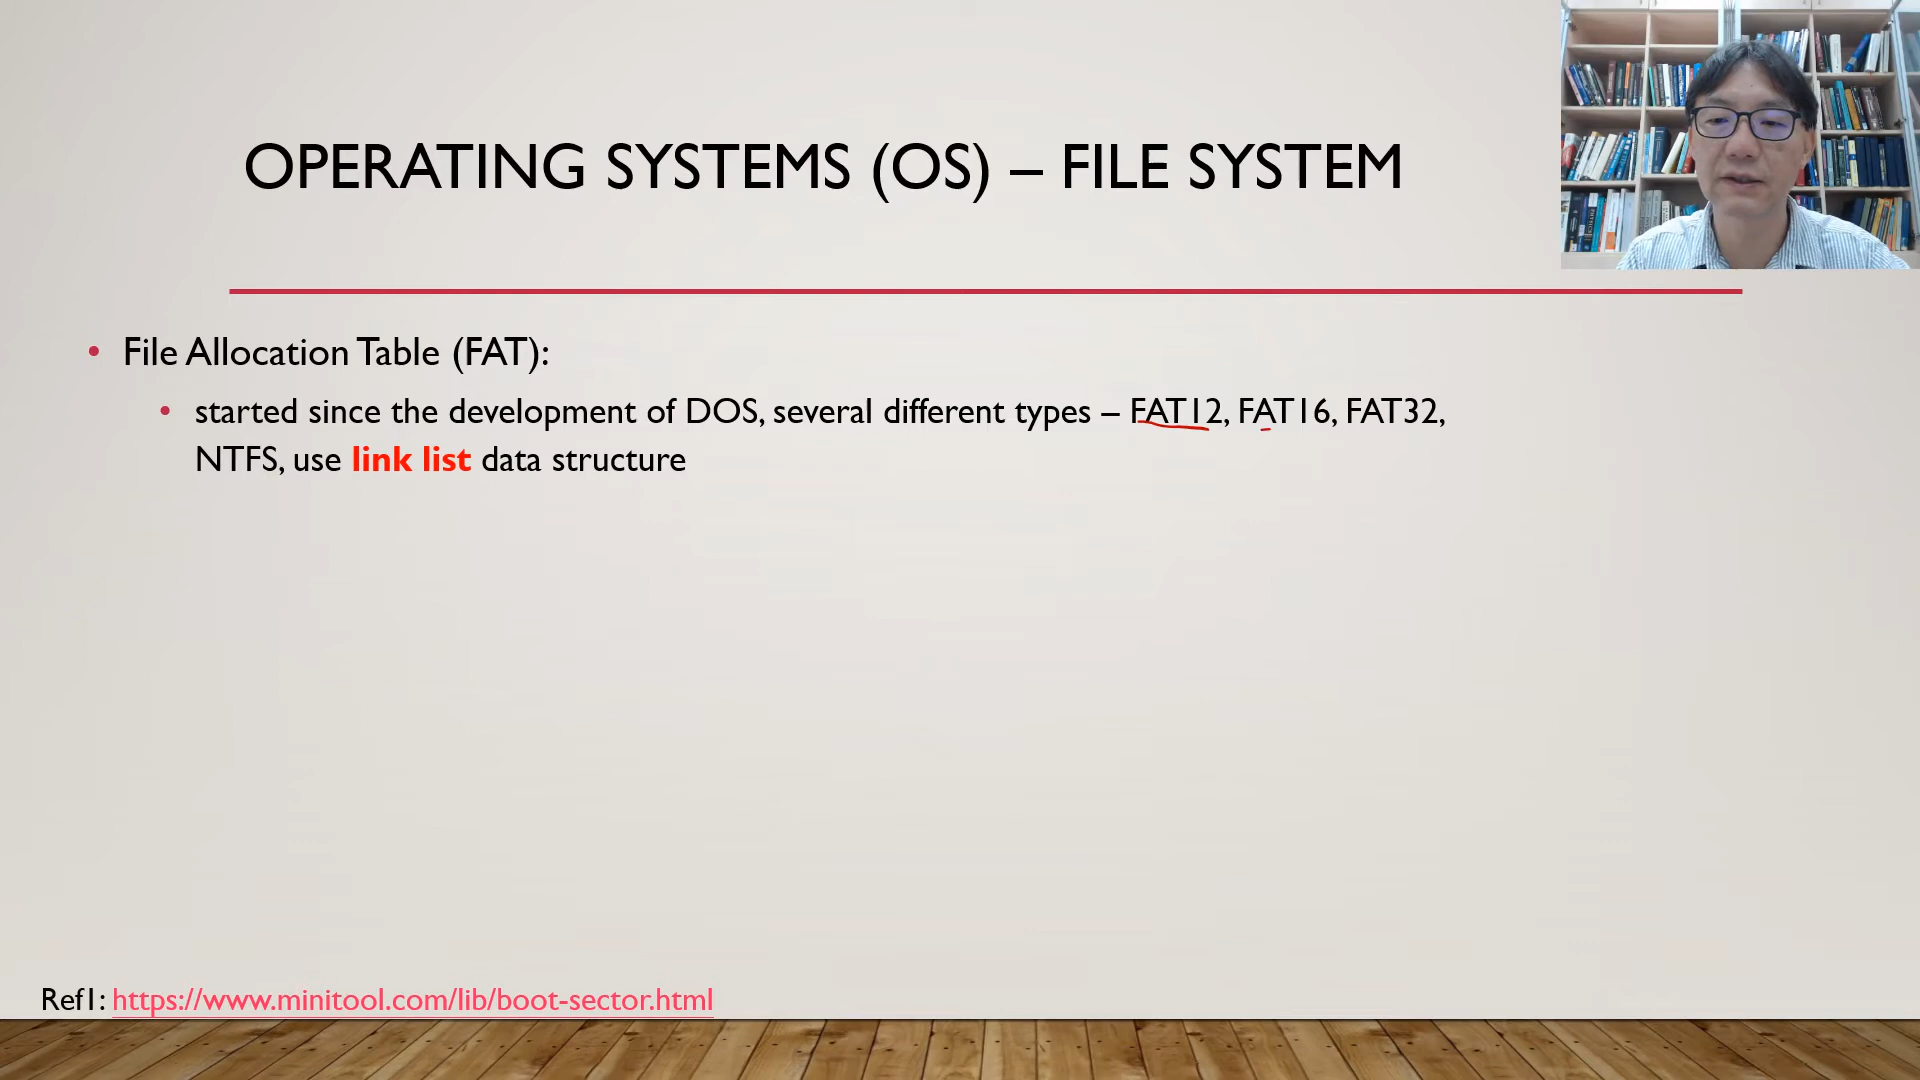 OPERATING SYSTEMS (OS) – FILE SYSTEM
• File Allocation Table (FAT):
• started since the development of DOS, several different types – FAT12, FAT16, FAT32,
NTFS, use link list data structure
Ref1: https://www.minitool.com/lib/boot-sector.html